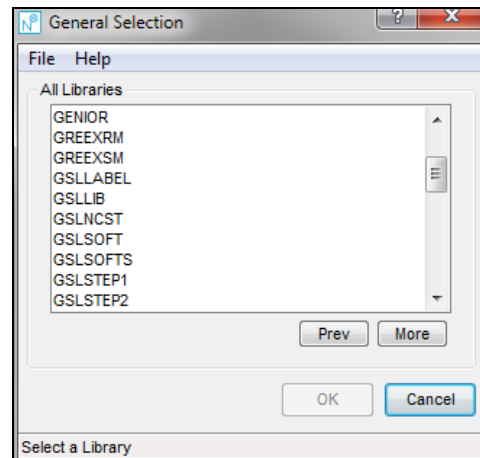 General Selection
File Help
All Libraries
GENIOR
GREEXRM
GREEXSM
GSLLABEL
GSLLIB
GSLNCST
GSLSOFT
GSLSOFTS
GSLSTEP1
GSLSTEP2
Prev More
OK Cancel
Select a Library